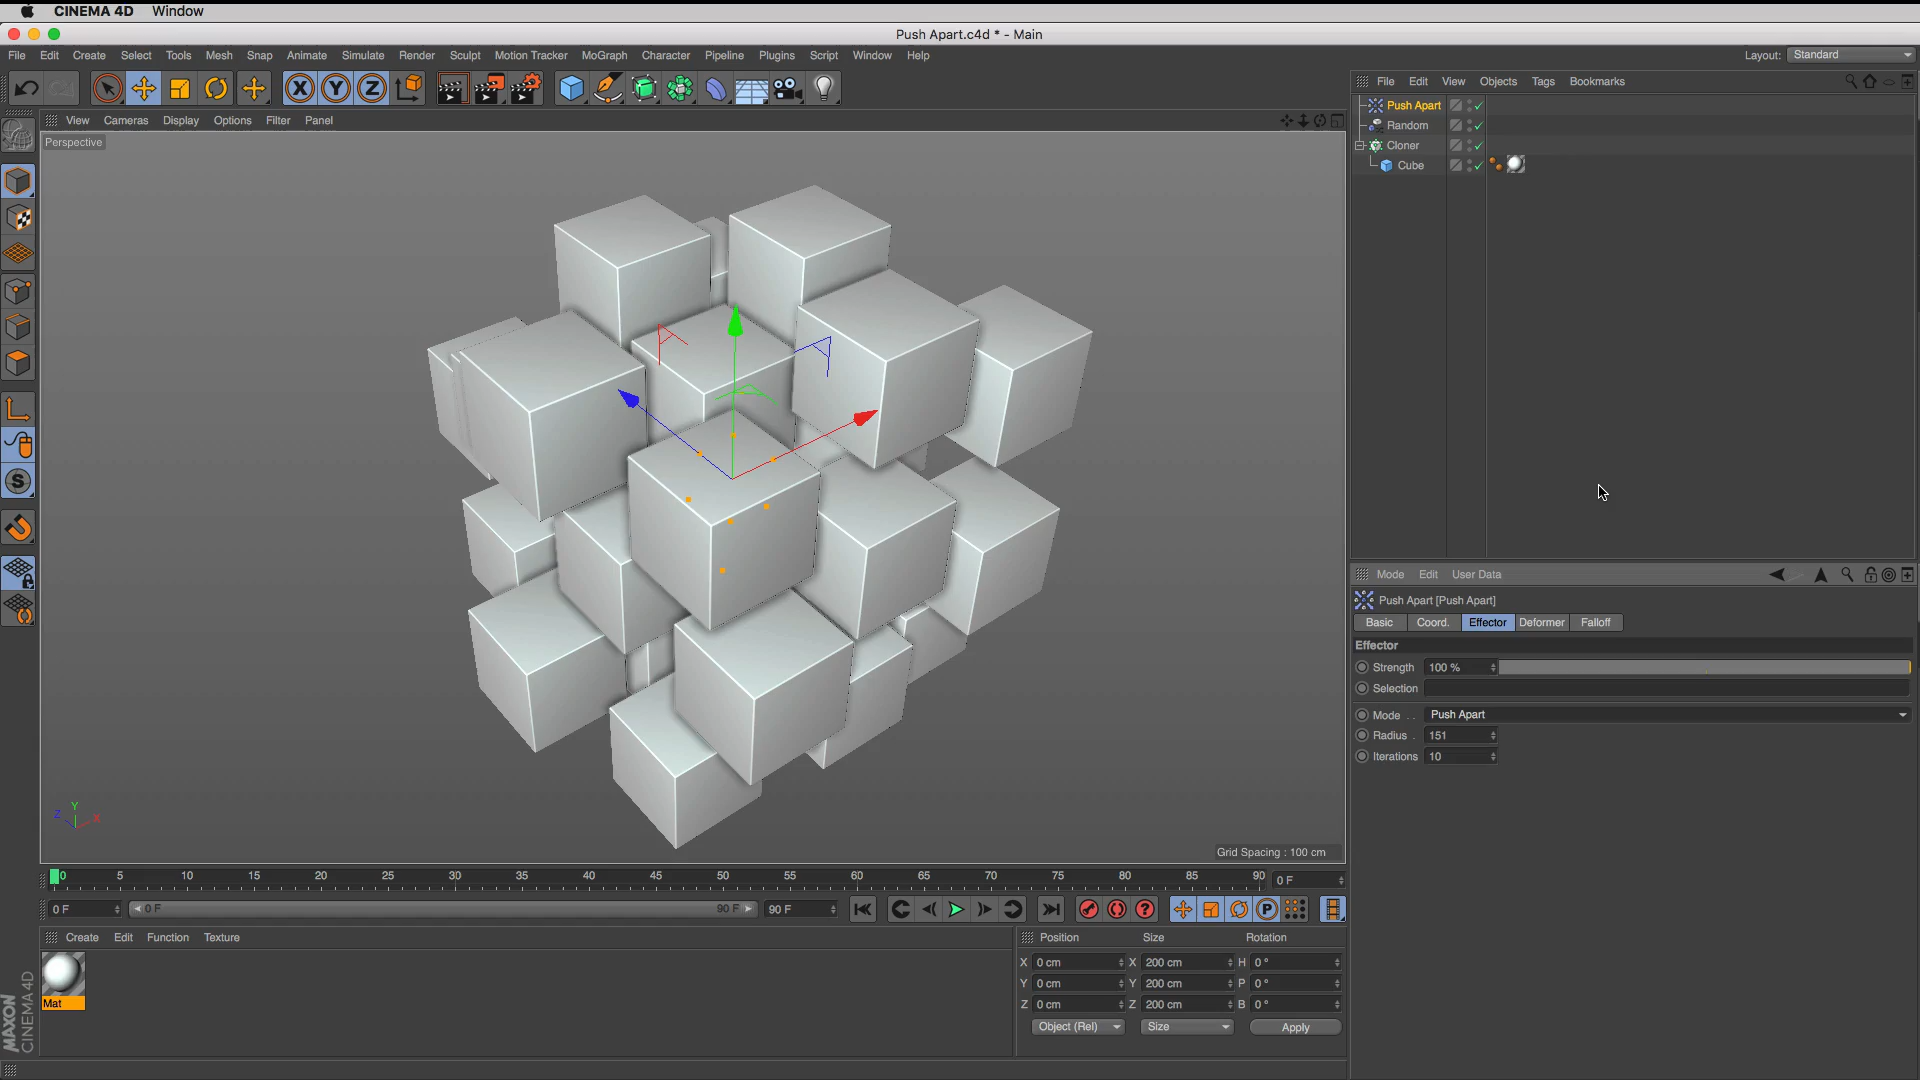 CINEMA 4D Window
Push Apart.c4d * - Main
File Edit Create Select Tools Mesh Snap Animate Simulate Render Sculpt Motion Tracker MoGraph Character Pipeline Plugins Script Window Help
Layout: Standard
X Y Z
File Edit View Objects Tags Bookmarks
Push Apart
Random
Cloner
Cube
View Cameras Display Options Filter Panel
Perspective
Y
Z X
Grid Spacing : 100 cm
S
Mode Edit User Data
Push Apart [Push Apart]
Basic Coord. Effector Deformer Falloff
Effector
Strength 100 %
Selection
Mode . . Push Apart
Radius . 151
Iterations 10
0 5 10 15 20 25 30 35 40 45 50 55 60 65 70 75 80 85 90 0 F
0 F 0 F 90 F 90 F ? P
Create Edit Function Texture
Mat
Position Size Rotation
X 0 cm X 200 cm H 0 °
Y 0 cm Y 200 cm P 0 °
Z 0 cm Z 200 cm B 0 °
Object (Rel) Size Apply
MAXON
CINEMA 4D